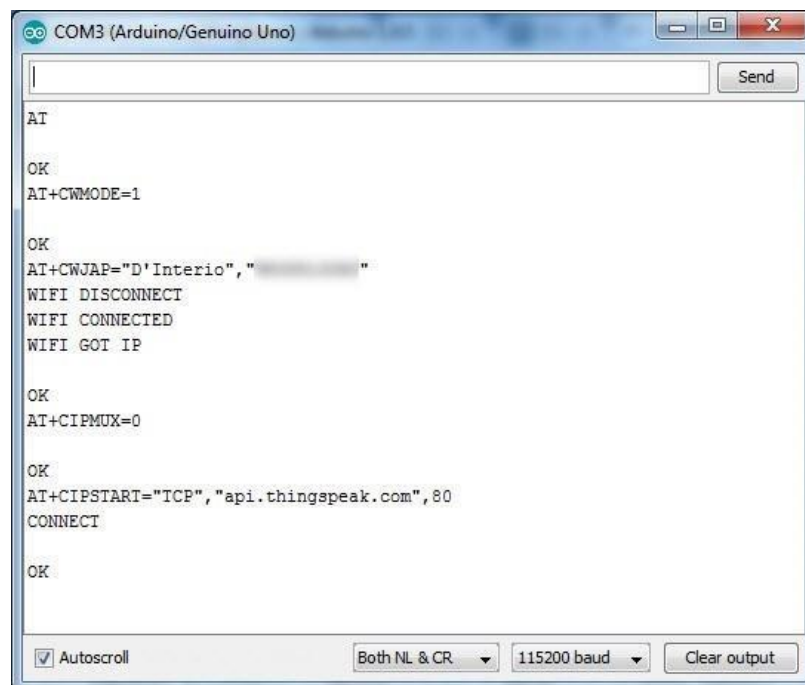 COM3 (Arduino/Genuino Uno)
Send
AT
OK
AT+CWMODE=1
OK
AT+CWJAP="D'Interio",""
WIFI DISCONNECT
WIFI CONNECTED
WIFI GOT IP
OK
AT+CIPMUX=0
OK
AT+CIPSTART="TCP","api.thingspeak.com",80
CONNECT
OK
Autoscroll Both NL & CR 115200 baud Clear output